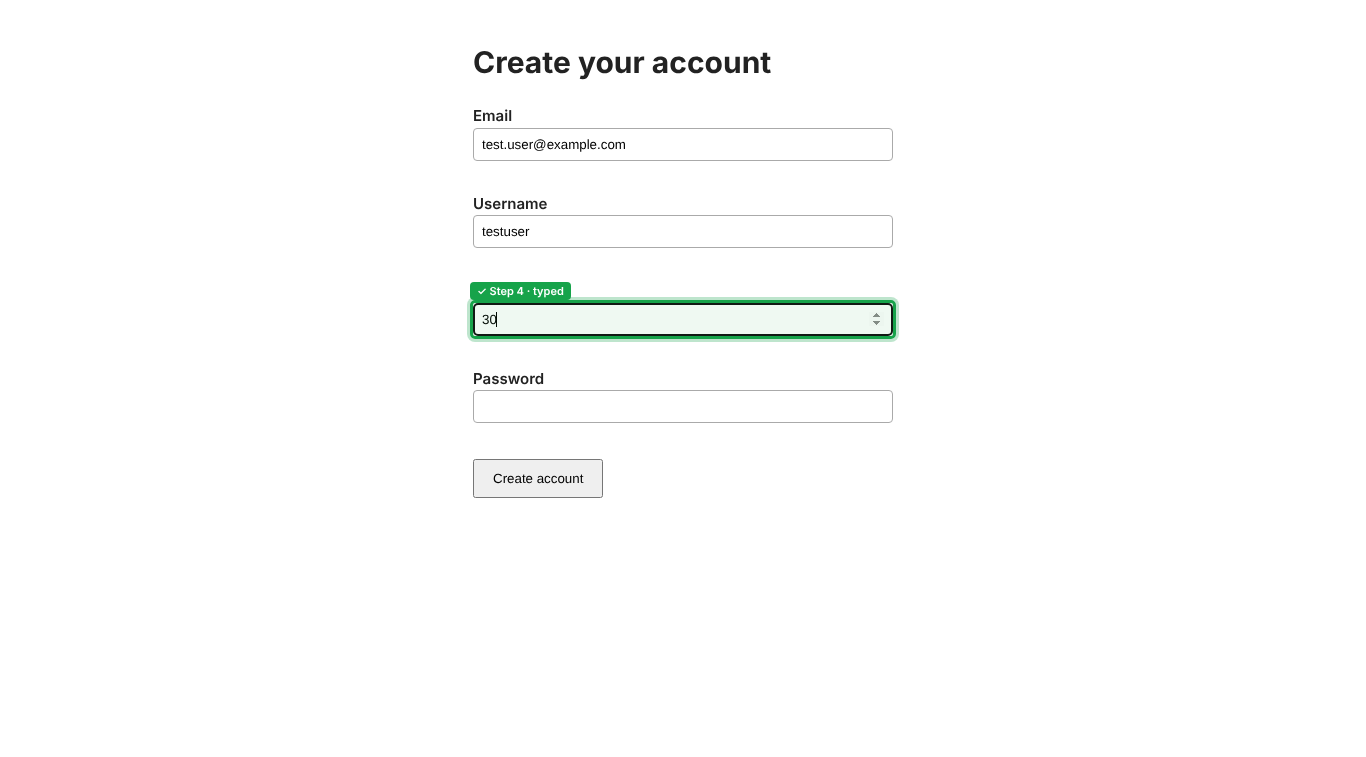 Create your account
Email
test.user@example.com
Username
testuser
✓ Step 4 · typed
30
Password
Create account